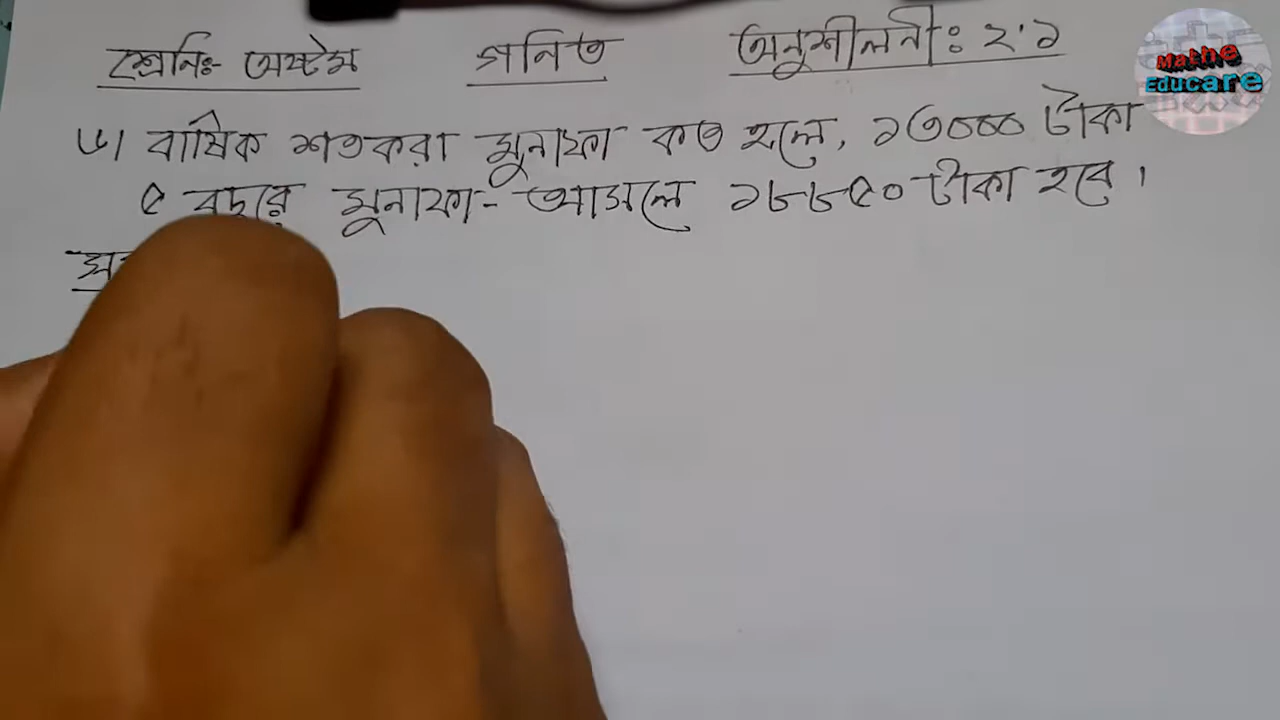 শ্রেনিঃ- অষ্টম গনিত অনুশীলনীঃ ২.১
Mathe
Educare
৬। বার্ষিক শতকরা মুনাফা কত হলে, ১৩০০০ টাকা
৫ বছরে মুনাফা- আসলে ১৮৮৫০ টাকা হবে।